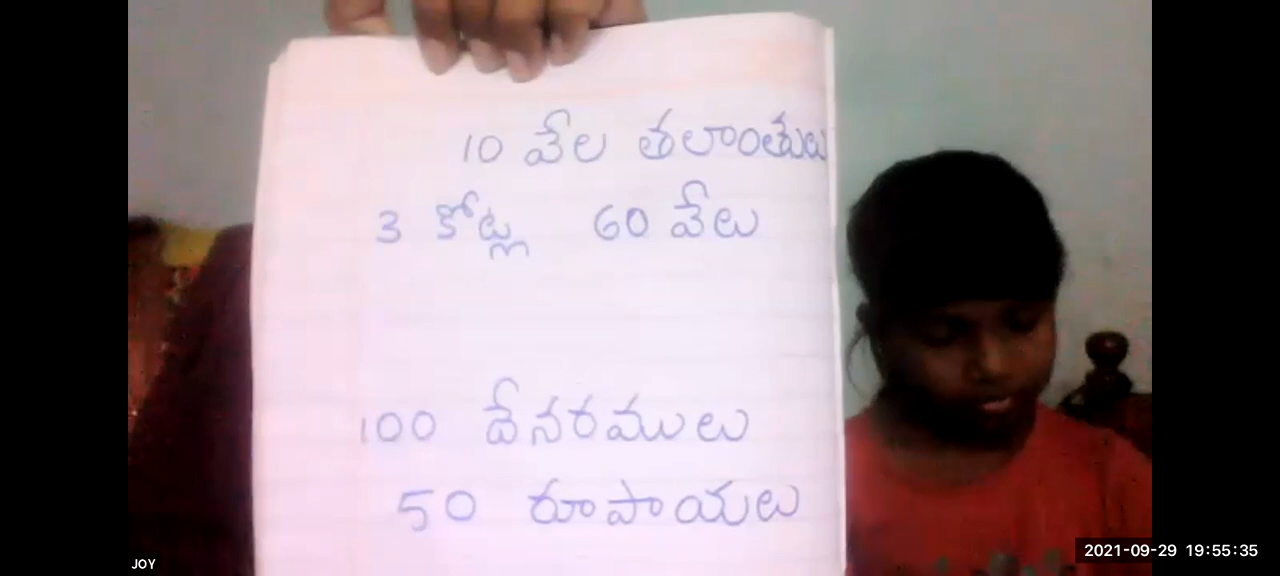 10 వేల తలాంతులు
3 కోట్ల 60 వేలు
100 దేనరములు
50 రూపాయలు
JOY
2021-09-29 19:55:35